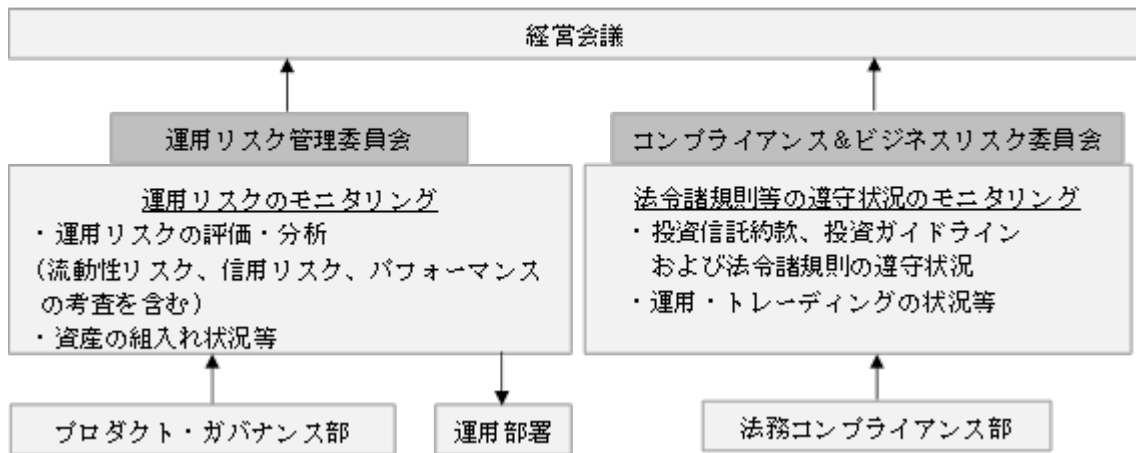 経営会議
運用リスク管理委員会
運用リスクのモニタリング
・運用リスクの評価・分析
(流動性リスク、信用リスク、パフォーマンス
の考査を含む)
・資産の組入れ状況等
プロダクト・ガバナンス部
運用部署
コンプライアンス&ビジネスリスク委員会
法令諸規則等の遵守状況のモニタリング
・投資信託約款、投資ガイドライン
および法令諸規則の遵守状況
・運用・トレーディングの状況等
法務コンプライアンス部